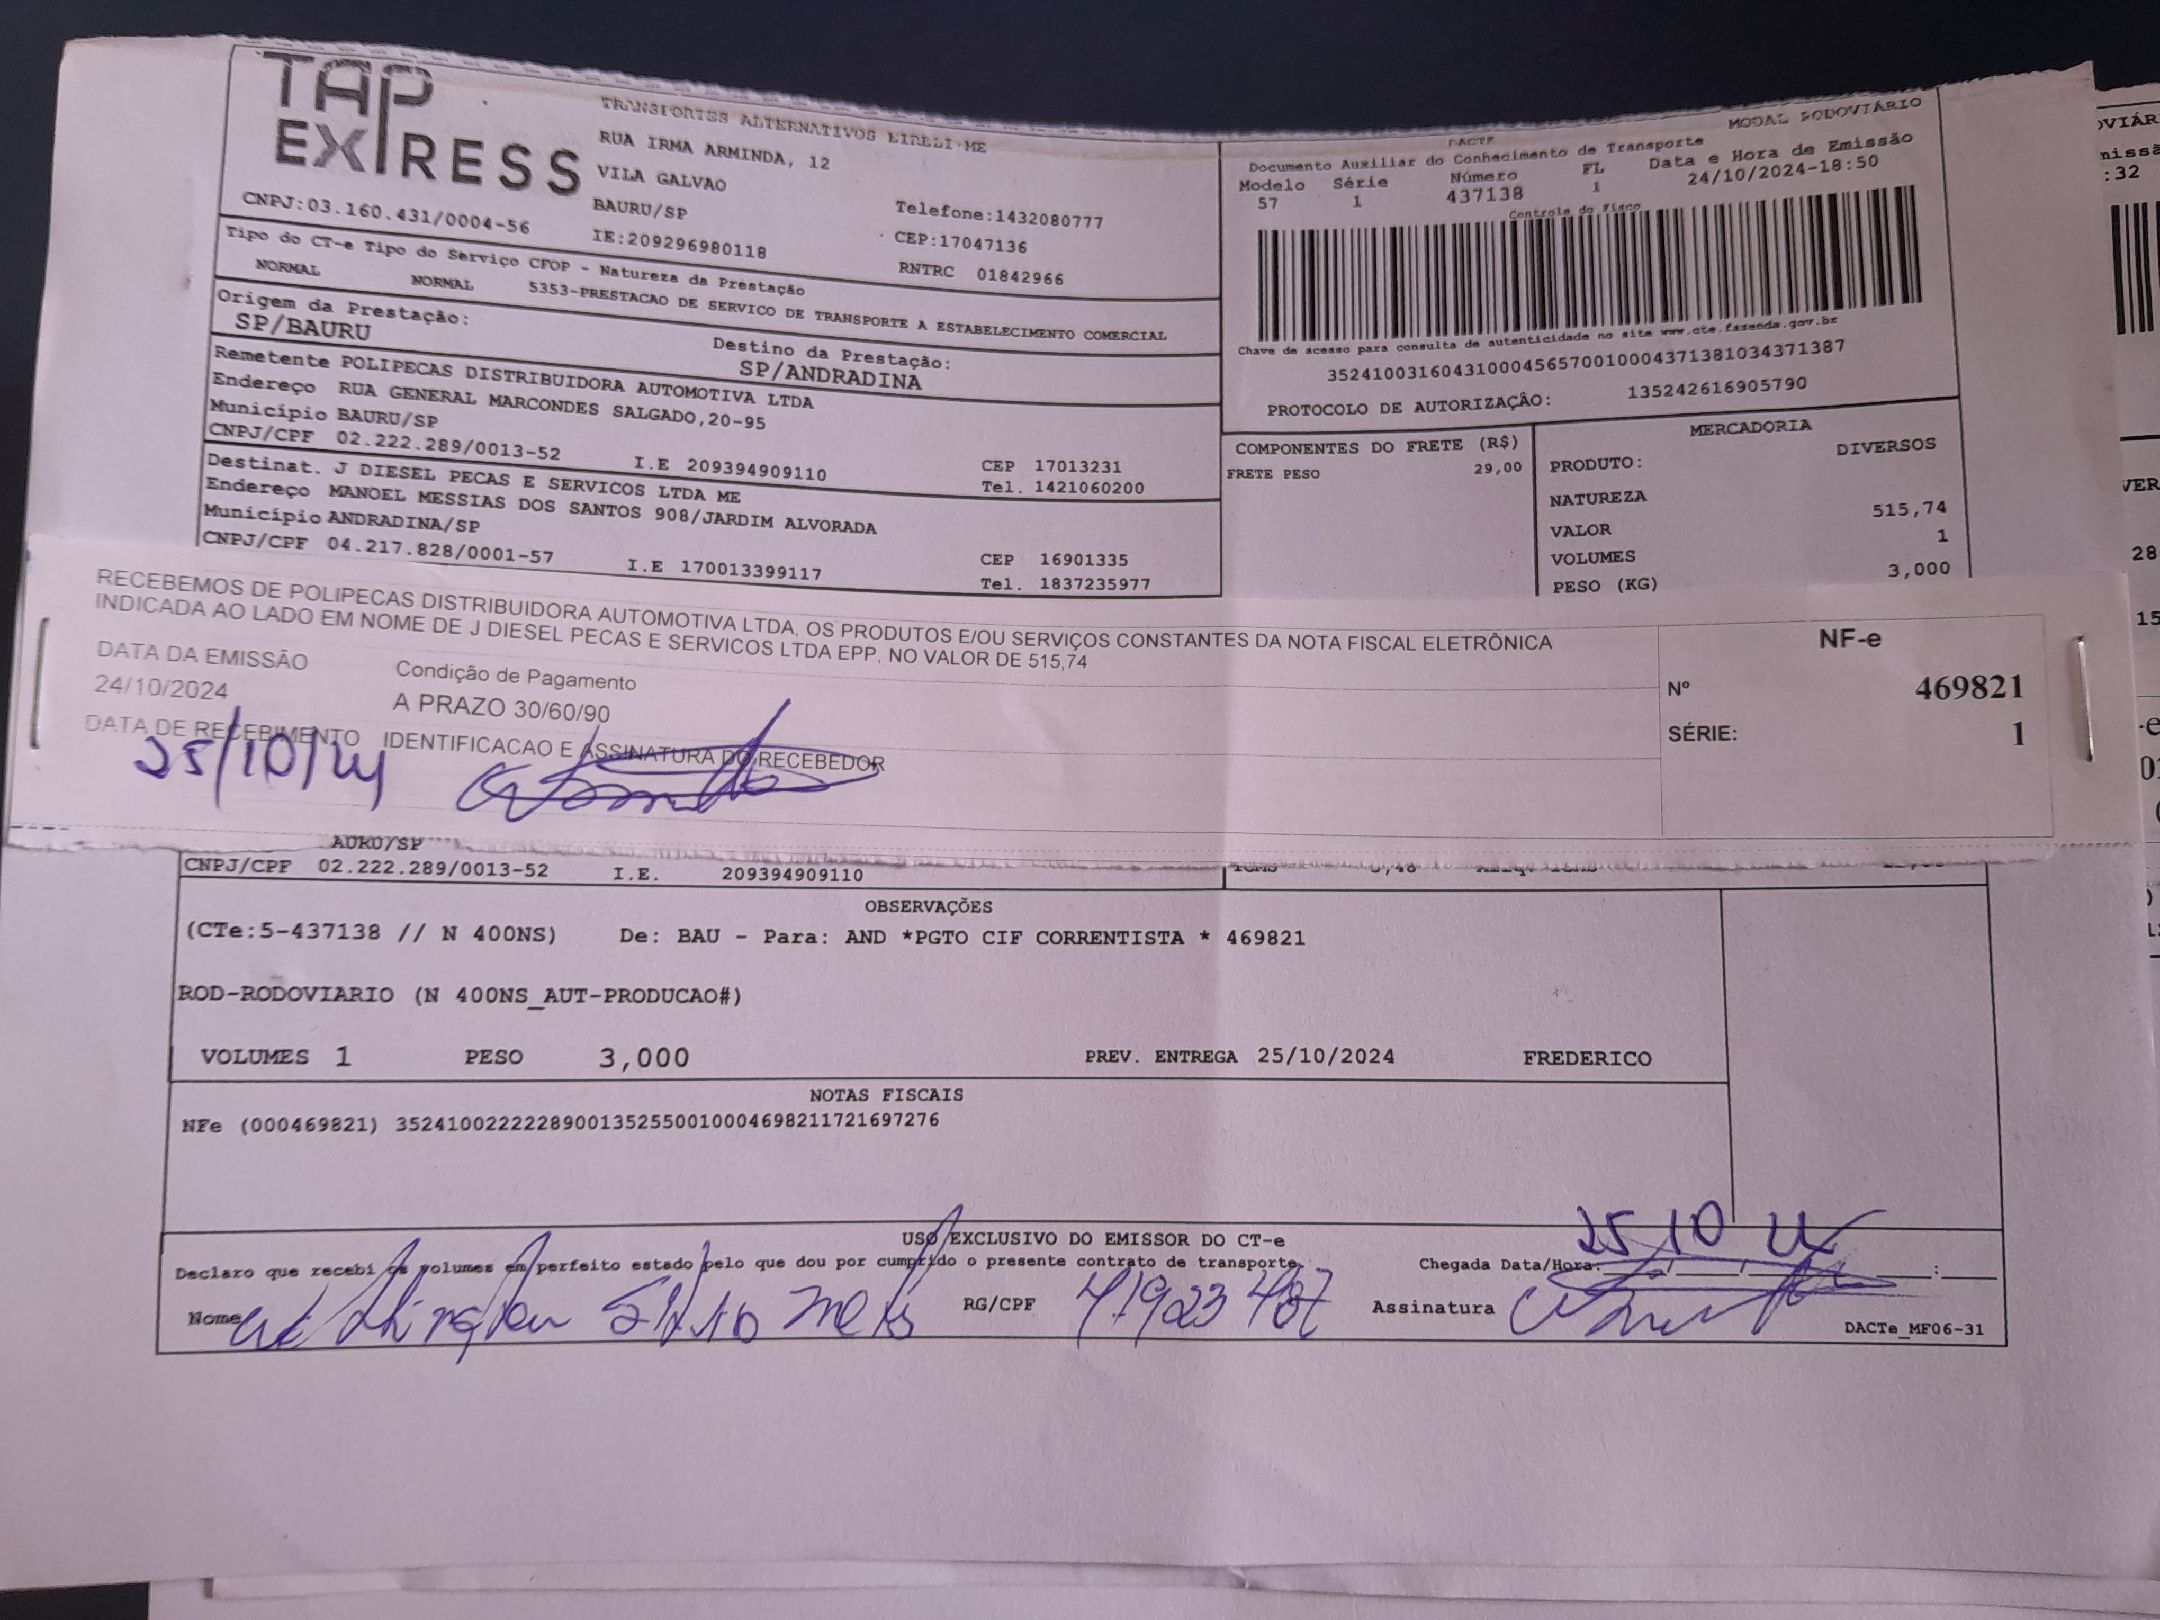 TAP
EXPRESS
TRANSPORTES ALTERNATIVOS EIRELI-ME
RUA IRMA ARMINDA, 12
VILA GALVAO
BAURU/SP
Telefone:1432080777
CNPJ:03.160.431/0004-56
IE:209296980118
CEP:17047136
RNTRC 01842966
Tipo do CT-e Tipo do Serviço CFOP - Natureza da Prestação
NORMAL NORMAL 5353-PRESTACAO DE SERVICO DE TRANSPORTE A ESTABELECIMENTO COMERCIAL
Origem da Prestação:
SP/BAURU
Destino da Prestação:
SP/ANDRADINA
Remetente POLIPECAS DISTRIBUIDORA AUTOMOTIVA LTDA
Endereço RUA GENERAL MARCONDES SALGADO,20-95
Município BAURU/SP
CNPJ/CPF 02.222.289/0013-52 I.E 209394909110
CEP 17013231
Tel. 1421060200
Destinat. J DIESEL PECAS E SERVICOS LTDA ME
Endereço MANOEL MESSIAS DOS SANTOS 908/JARDIM ALVORADA
Município ANDRADINA/SP
CNPJ/CPF 04.217.828/0001-57 I.E 170013399117
CEP 16901335
Tel. 1837235977
DACTE
MODAL RODOVIÁRIO
Documento Auxiliar do Conhecimento de Transporte
Modelo Série Número FL Data e Hora de Emissão
57 1 437138 1 24/10/2024-18:50
Controle do Fisco
Chave de acesso para consulta de autenticidade no site www.cte.fazenda.gov.br
35241003160431000456570010004371381034371387
PROTOCOLO DE AUTORIZAÇÂO: 135242616905790
COMPONENTES DO FRETE (R$)
FRETE PESO 29,00
MERCADORIA
PRODUTO: DIVERSOS
NATUREZA
VALOR 515,74
VOLUMES 1
PESO (KG) 3,000
RECEBEMOS DE POLIPECAS DISTRIBUIDORA AUTOMOTIVA LTDA, OS PRODUTOS E/OU SERVIÇOS CONSTANTES DA NOTA FISCAL ELETRÔNICA
INDICADA AO LADO EM NOME DE J DIESEL PECAS E SERVICOS LTDA EPP. NO VALOR DE 515,74
DATA DA EMISSÃO Condição de Pagamento
24/10/2024 A PRAZO 30/60/90
DATA DE RECEBIMENTO IDENTIFICACAO E ASSINATURA DO RECEBEDOR
25/10/24
NF-e
Nº 469821
SÉRIE: 1
AURU/SP
CNPJ/CPF 02.222.289/0013-52 I.E. 209394909110
OBSERVAÇÕES
(CTe:5-437138 // N 400NS) De: BAU - Para: AND *PGTO CIF CORRENTISTA * 469821
ROD-RODOVIARIO (N 400NS_AUT-PRODUCAO#)
VOLUMES 1 PESO 3,000 PREV. ENTREGA 25/10/2024 FREDERICO
NOTAS FISCAIS
NFe (000469821) 35241002222289001352550010004698211721697276
USO EXCLUSIVO DO EMISSOR DO CT-e
Declaro que recebi os volumes em perfeito estado pelo que dou por cumprido o presente contrato de transporte.
Chegada Data/Hora: 25 10 24
Nome
RG/CPF 41923487
Assinatura
DACTe_MF06-31